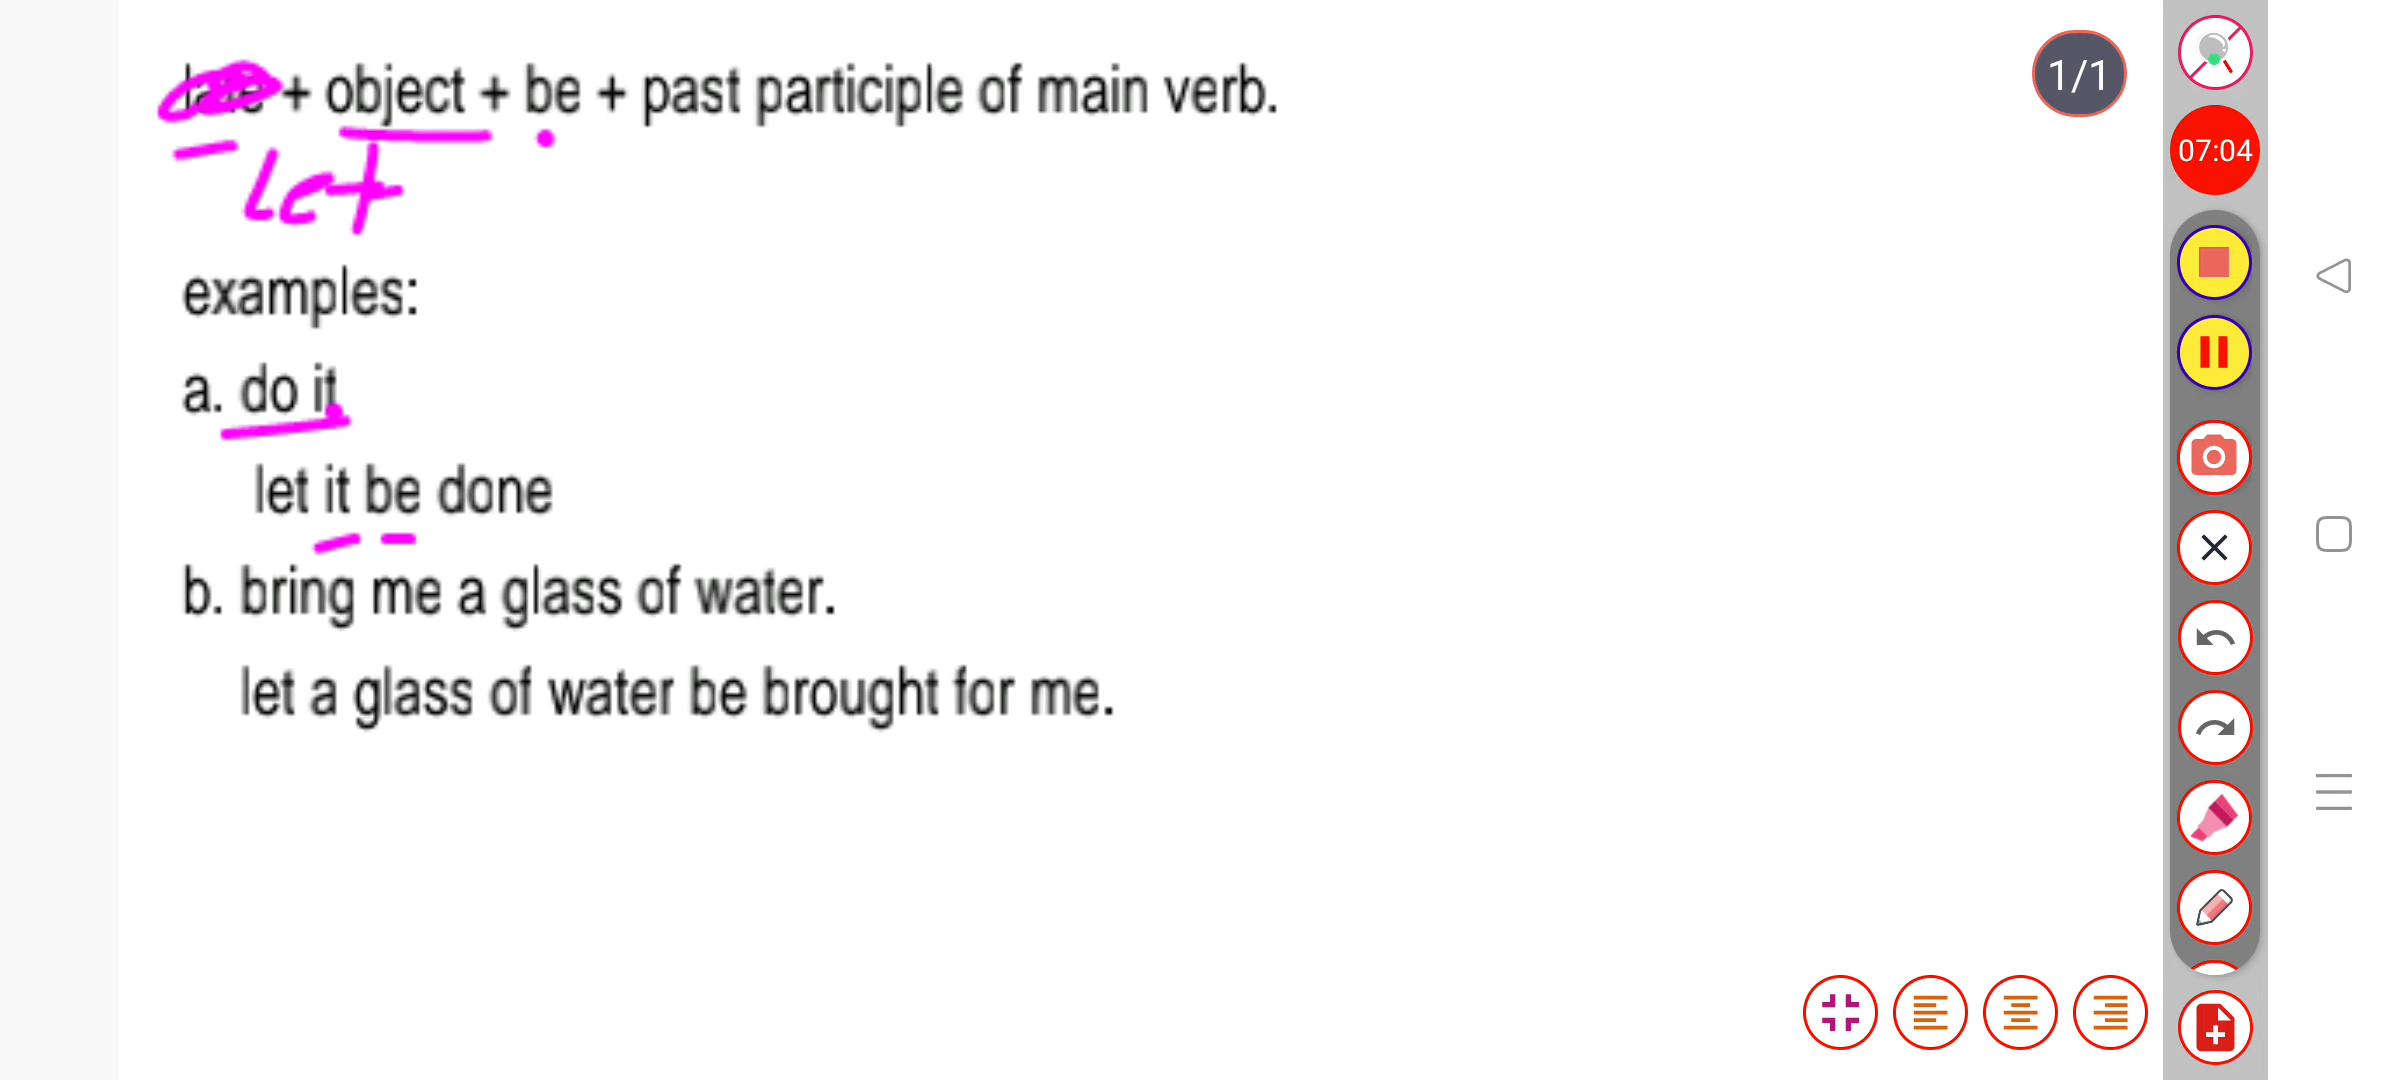 + object + be + past participle of main verb.
Let
examples:
a. do it
let it be done
b. bring me a glass of water.
let a glass of water be brought for me.
1/1
07:04